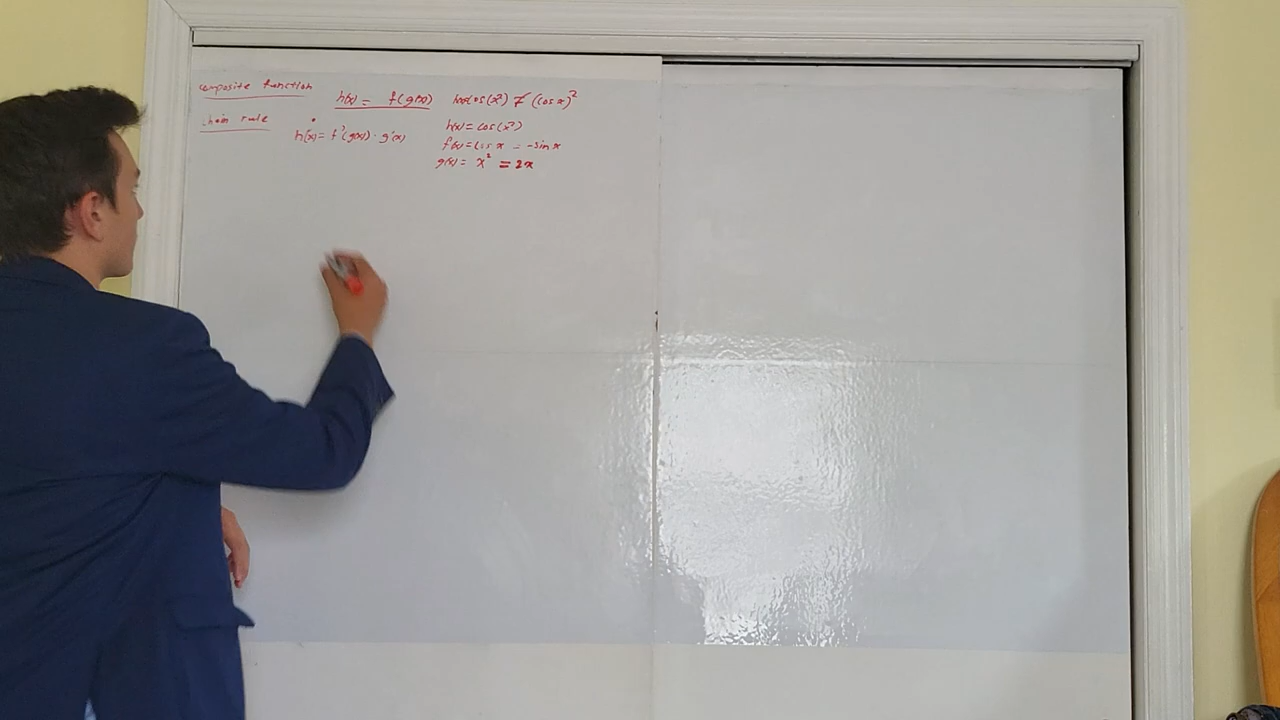 composite function
h(x) = f(g(x)) cos(x²) ≠ (cos x)²
chain rule
h'(x) = f'(g(x)) · g'(x)
h(x) = cos(x²)
f(x) = cos x = -sin x
g(x) = x² = 2x